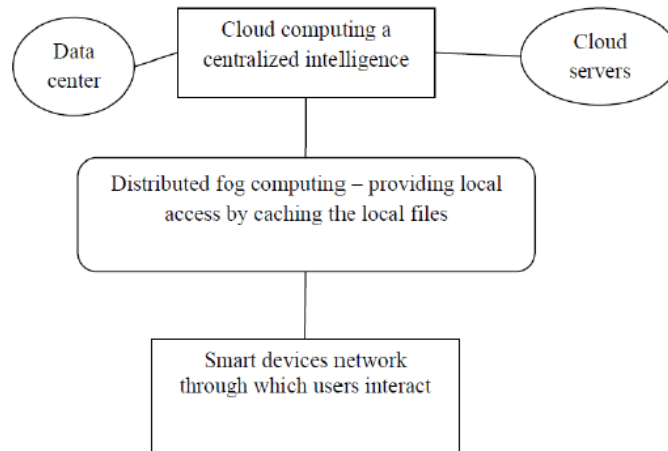 Data
center
Cloud computing a
centralized intelligence
Cloud
servers
Distributed fog computing – providing local
access by caching the local files
Smart devices network
through which users interact